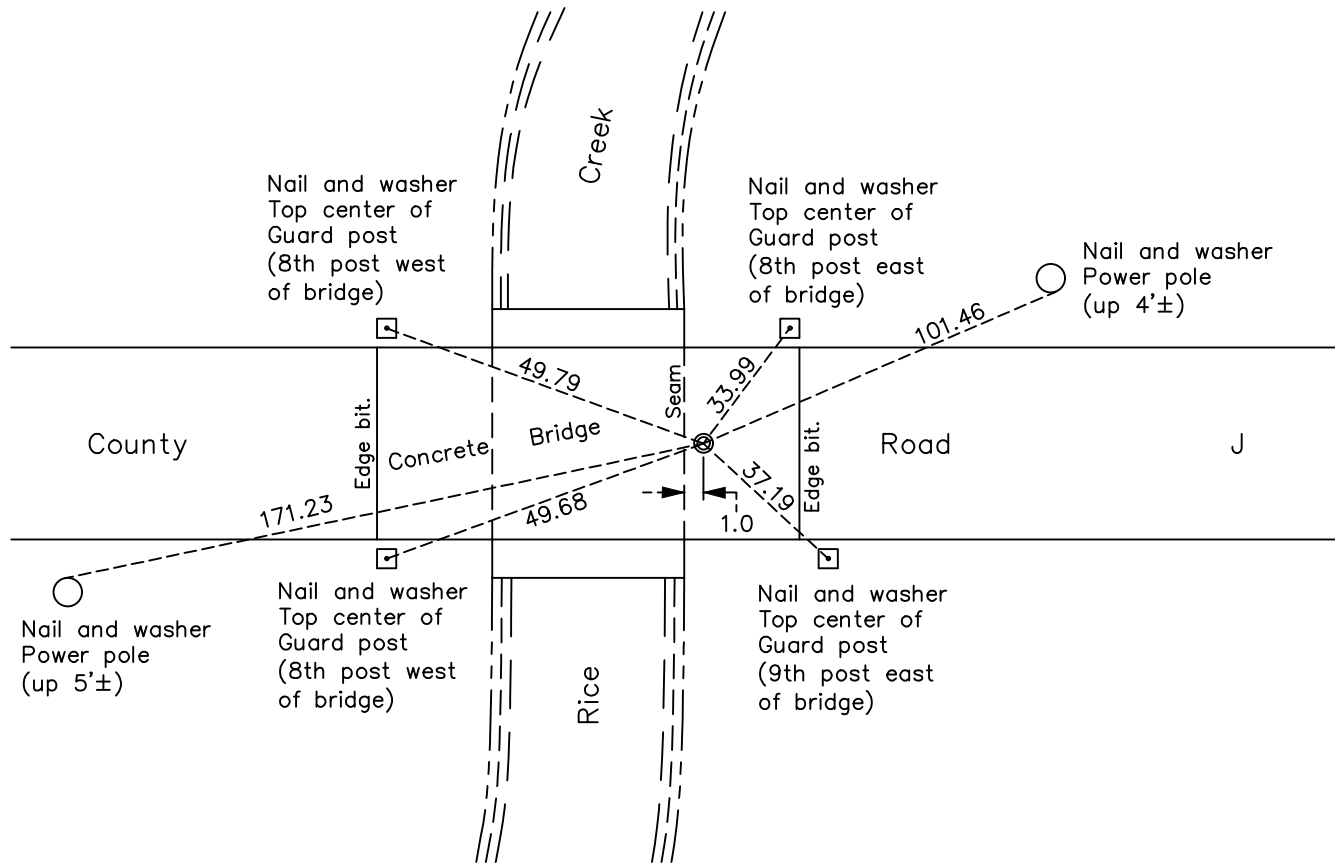 Creek
Nail and washer
Top center of
Guard post
(8th post west
of bridge)
Nail and washer
Top center of
Guard post
(8th post east
of bridge)
Nail and washer
Power pole
(up 4'±)
101.46
49.79
33.99
Seam
Edge bit.
County
Concrete Bridge
Road
J
Edge bit.
37.19
171.23
49.68
1.0
Nail and washer
Power pole
(up 5'±)
Nail and washer
Top center of
Guard post
(8th post west
of bridge)
Nail and washer
Top center of
Guard post
(9th post east
of bridge)
Rice